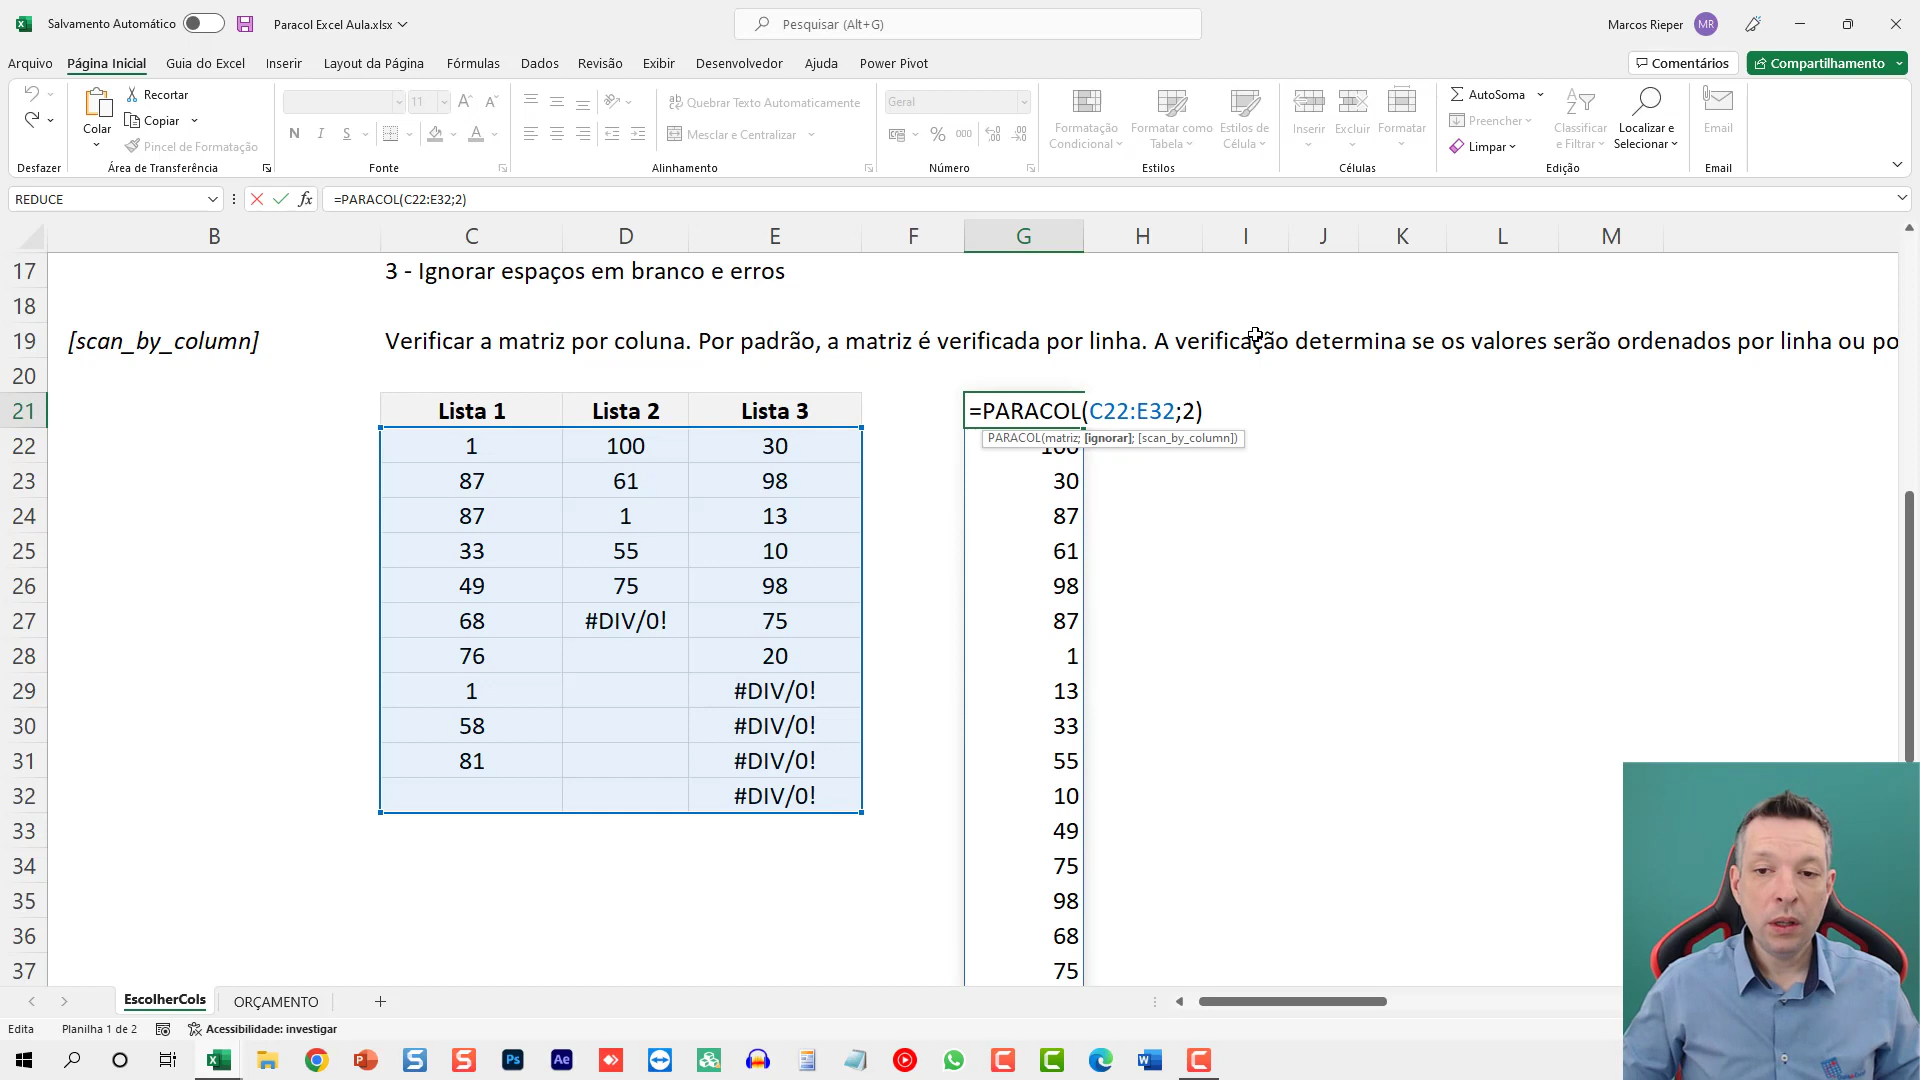 Salvamento Automático
Paracol Excel Aula.xlsx
Pesquisar (Alt+G)
Marcos Rieper
MR
Arquivo
Página Inicial
Guia do Excel
Inserir
Layout da Página
Fórmulas
Dados
Revisão
Exibir
Desenvolvedor
Ajuda
Power Pivot
Comentários
Compartilhamento
Colar
Recortar
Copiar
Pincel de Formatação
11
Quebrar Texto Automaticamente
Mesclar e Centralizar
Geral
Formatação Condicional
Formatar como Tabela
Estilos de Célula
Inserir
Excluir
Formatar
AutoSoma
Preencher
Limpar
Classificar e Filtrar
Localizar e Selecionar
Email
Desfazer
Área de Transferência
Fonte
Alinhamento
Número
Estilos
Células
Edição
Email
REDUCE
=PARACOL(C22:E32;2)
B C D E F G H I J K L M
17 3 - Ignorar espaços em branco e erros
18
19 [scan_by_column] Verificar a matriz por coluna. Por padrão, a matriz é verificada por linha. A verificação determina se os valores serão ordenados por linha ou po
20
21 Lista 1 Lista 2 Lista 3 =PARACOL(C22:E32;2)
PARACOL(matriz; [ignorar]; [scan_by_column])
22 1 100 30 100
23 87 61 98 30
24 87 1 13 87
25 33 55 10 61
26 49 75 98 98
27 68 #DIV/0! 75 87
28 76 20 1
29 1 #DIV/0! 13
30 58 #DIV/0! 33
31 81 #DIV/0! 55
32 #DIV/0! 10
33 49
34 75
35 98
36 68
37 75
EscolherCols
ORÇAMENTO
Edita
Planilha 1 de 2
Acessibilidade: investigar